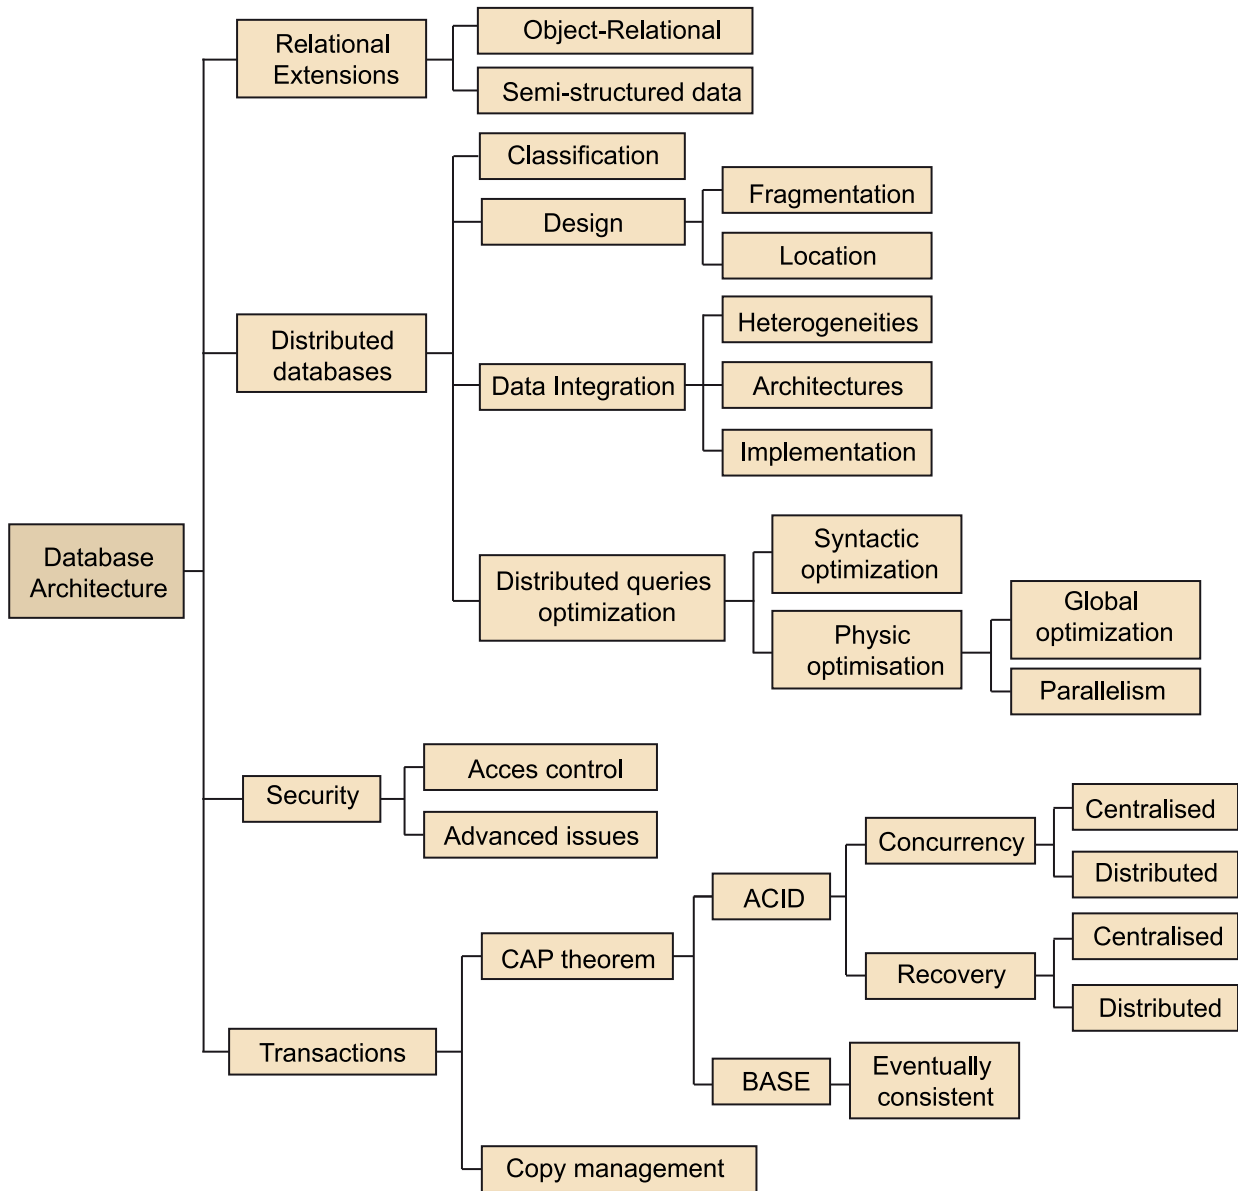 Relational
Extensions
Object-Relational
Semi-structured data
Distributed
databases
Classification
Design
Fragmentation
Location
Data Integration
Heterogeneities
Architectures
Implementation
Distributed queries
optimization
Syntactic
optimization
Physic
optimisation
Global
optimization
Parallelism
Database
Architecture
Security
Acces control
Advanced issues
Transactions
CAP theorem
ACID
Concurrency
Centralised
Distributed
Recovery
Centralised
Distributed
BASE
Eventually
consistent
Copy management